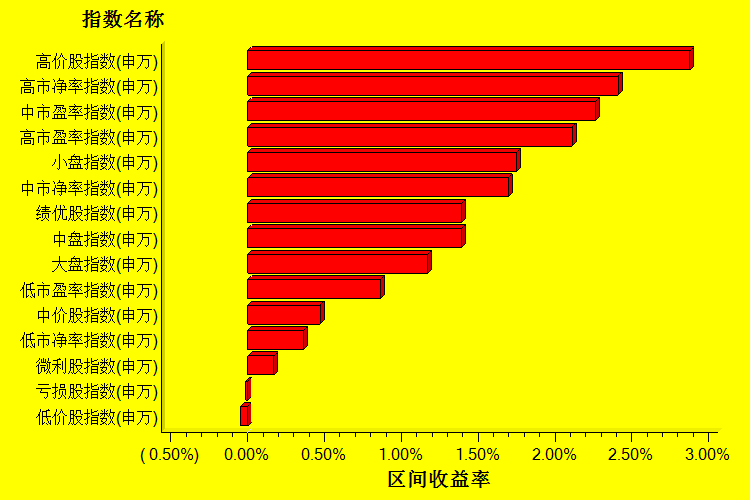 指数名称
高价股指数(申万)
高市净率指数(申万)
中市盈率指数(申万)
高市盈率指数(申万)
小盘指数(申万)
中市净率指数(申万)
绩优股指数(申万)
中盘指数(申万)
大盘指数(申万)
低市盈率指数(申万)
中价股指数(申万)
低市净率指数(申万)
微利股指数(申万)
亏损股指数(申万)
低价股指数(申万)
( 0.50%) 0.00% 0.50% 1.00% 1.50% 2.00% 2.50% 3.00%
区间收益率